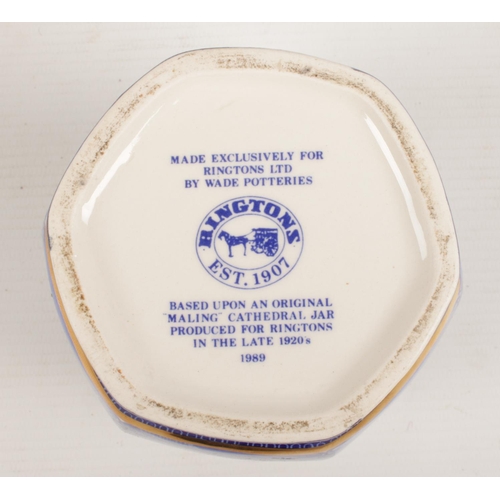 MADE EXCLUSIVELY FOR
RINGTONS LTD
BY WADE POTTERIES
RINGTONS
EST. 1907
BASED UPON AN ORIGINAL
"MALING" CATHEDRAL JAR
PRODUCED FOR RINGTONS
IN THE LATE 1920's
1989